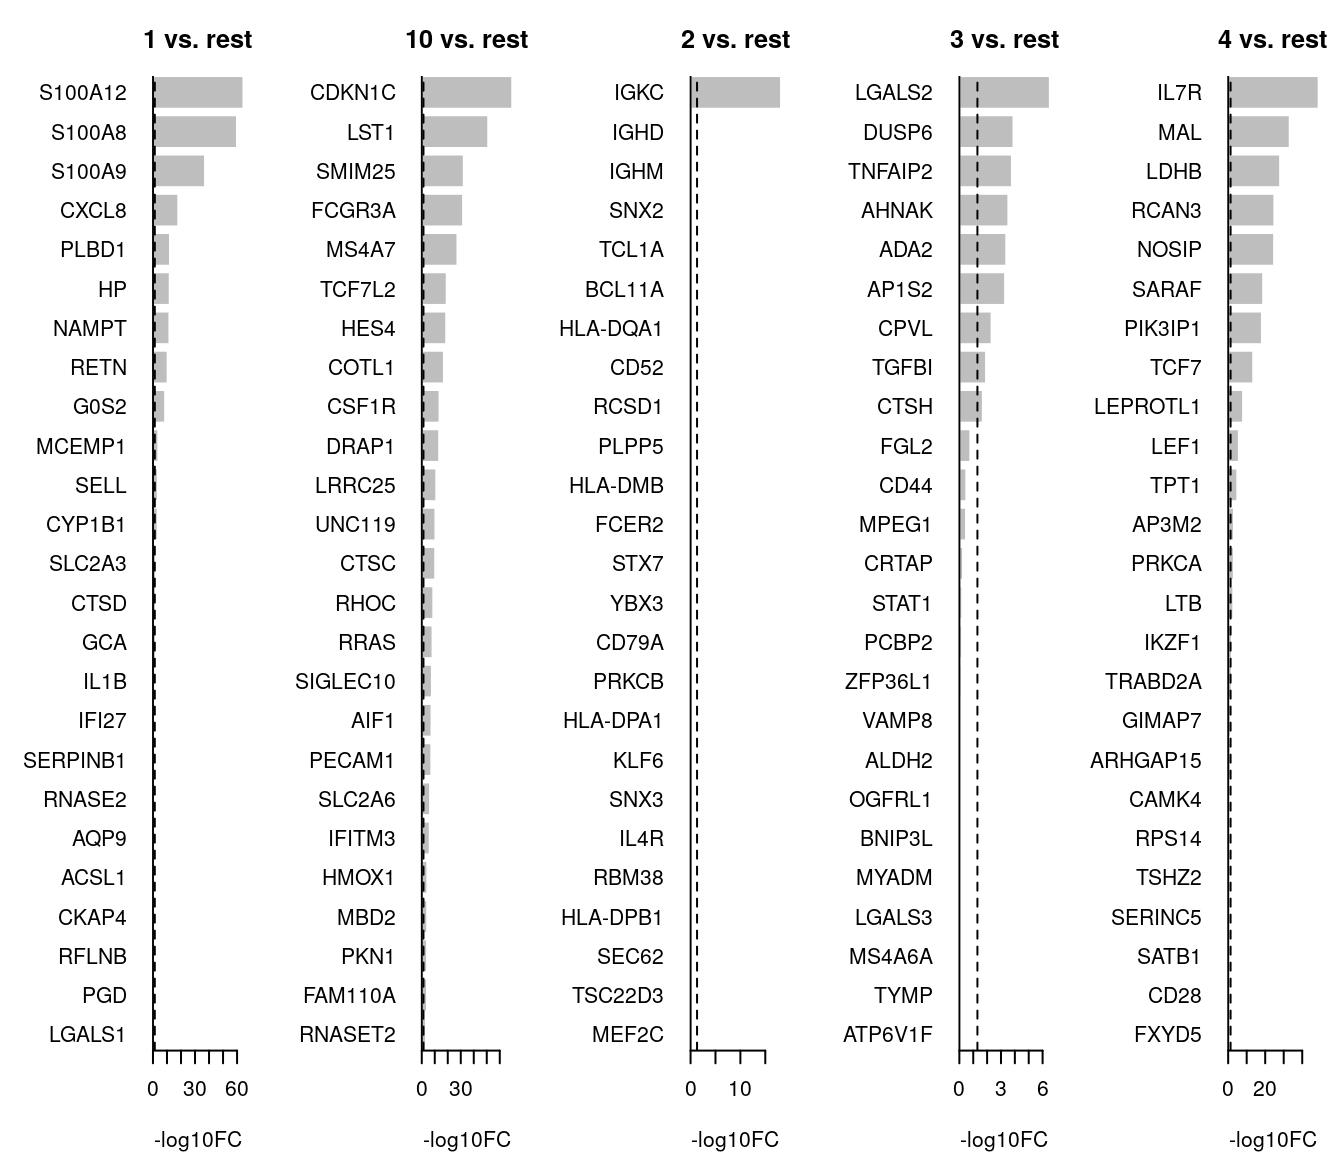 1 vs. rest
S100A12
S100A8
S100A9
CXCL8
PLBD1
HP
NAMPT
RETN
G0S2
MCEMP1
SELL
CYP1B1
SLC2A3
CTSD
GCA
IL1B
IFI27
SERPINB1
RNASE2
AQP9
ACSL1
CKAP4
RFLNB
PGD
LGALS1
0 30 60
-log10FC
10 vs. rest
CDKN1C
LST1
SMIM25
FCGR3A
MS4A7
TCF7L2
HES4
COTL1
CSF1R
DRAP1
LRRC25
UNC119
CTSC
RHOC
RRAS
SIGLEC10
AIF1
PECAM1
SLC2A6
IFITM3
HMOX1
MBD2
PKN1
FAM110A
RNASET2
0 30
-log10FC
2 vs. rest
IGKC
IGHD
IGHM
SNX2
TCL1A
BCL11A
HLA-DQA1
CD52
RCSD1
PLPP5
HLA-DMB
FCER2
STX7
YBX3
CD79A
PRKCB
HLA-DPA1
KLF6
SNX3
IL4R
RBM38
HLA-DPB1
SEC62
TSC22D3
MEF2C
0 10
-log10FC
3 vs. rest
LGALS2
DUSP6
TNFAIP2
AHNAK
ADA2
AP1S2
CPVL
TGFBI
CTSH
FGL2
CD44
MPEG1
CRTAP
STAT1
PCBP2
ZFP36L1
VAMP8
ALDH2
OGFRL1
BNIP3L
MYADM
LGALS3
MS4A6A
TYMP
ATP6V1F
0 3 6
-log10FC
4 vs. rest
IL7R
MAL
LDHB
RCAN3
NOSIP
SARAF
PIK3IP1
TCF7
LEPROTL1
LEF1
TPT1
AP3M2
PRKCA
LTB
IKZF1
TRABD2A
GIMAP7
ARHGAP15
CAMK4
RPS14
TSHZ2
SERINC5
SATB1
CD28
FXYD5
0 20
-log10FC